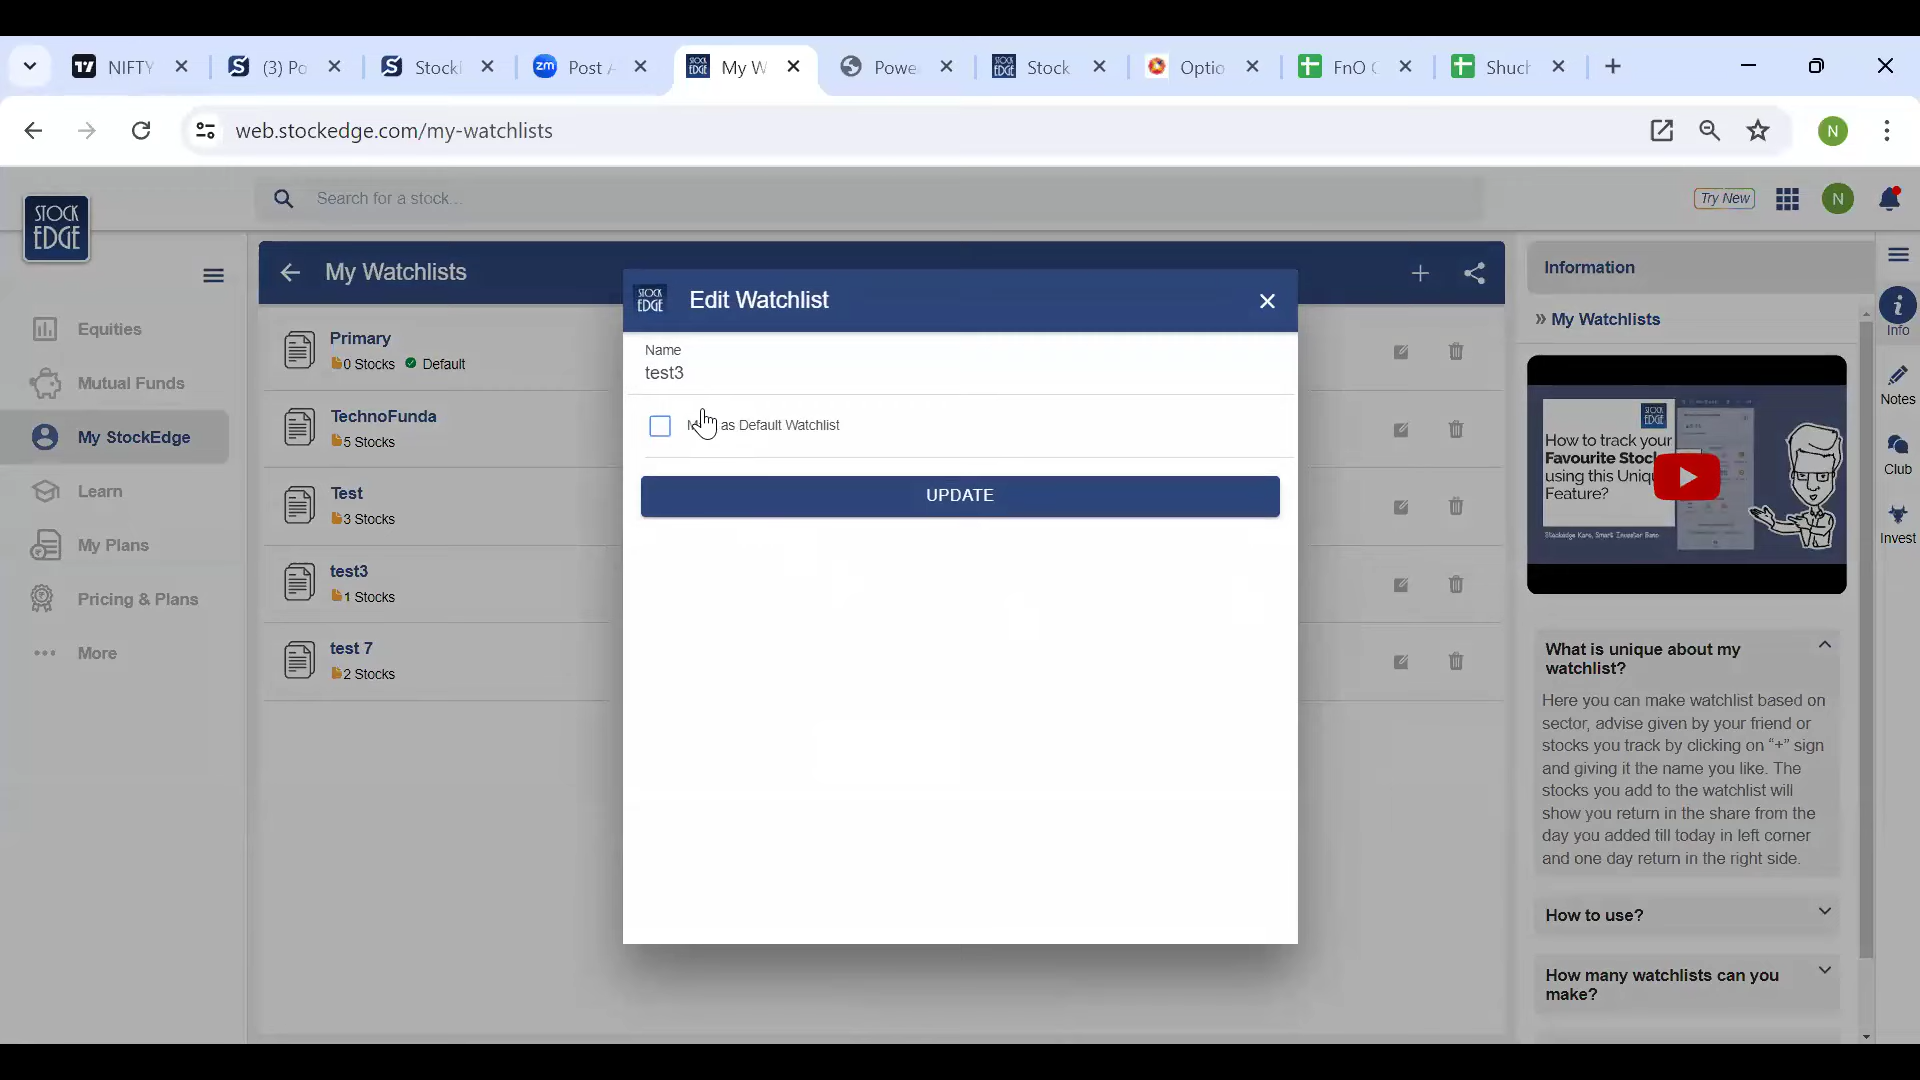 NIFTY
(3) Po
Stock
Post A
My W
Powe
Stock
Optio
FnO
Shuch
web.stockedge.com/my-watchlists
N
STOCK
EDGE
Search for a stock...
Try New
N
My Watchlists
Information
Equities
Mutual Funds
My StockEdge
Learn
My Plans
Pricing & Plans
More
Primary
0 Stocks Default
TechnoFunda
5 Stocks
Test
3 Stocks
test3
1 Stocks
test 7
2 Stocks
STOCK
EDGE
Edit Watchlist
Name
test3
as Default Watchlist
UPDATE
» My Watchlists
How to track your
Favourite Stoc
using this Uniq
Feature?
StockEdge Karo, Smart Investor Bano
What is unique about my
watchlist?
Here you can make watchlist based on
sector, advise given by your friend or
stocks you track by clicking on “+” sign
and giving it the name you like. The
stocks you add to the watchlist will
show you return in the share from the
day you added till today in left corner
and one day return in the right side.
How to use?
How many watchlists can you
make?
Info
Notes
Club
Invest